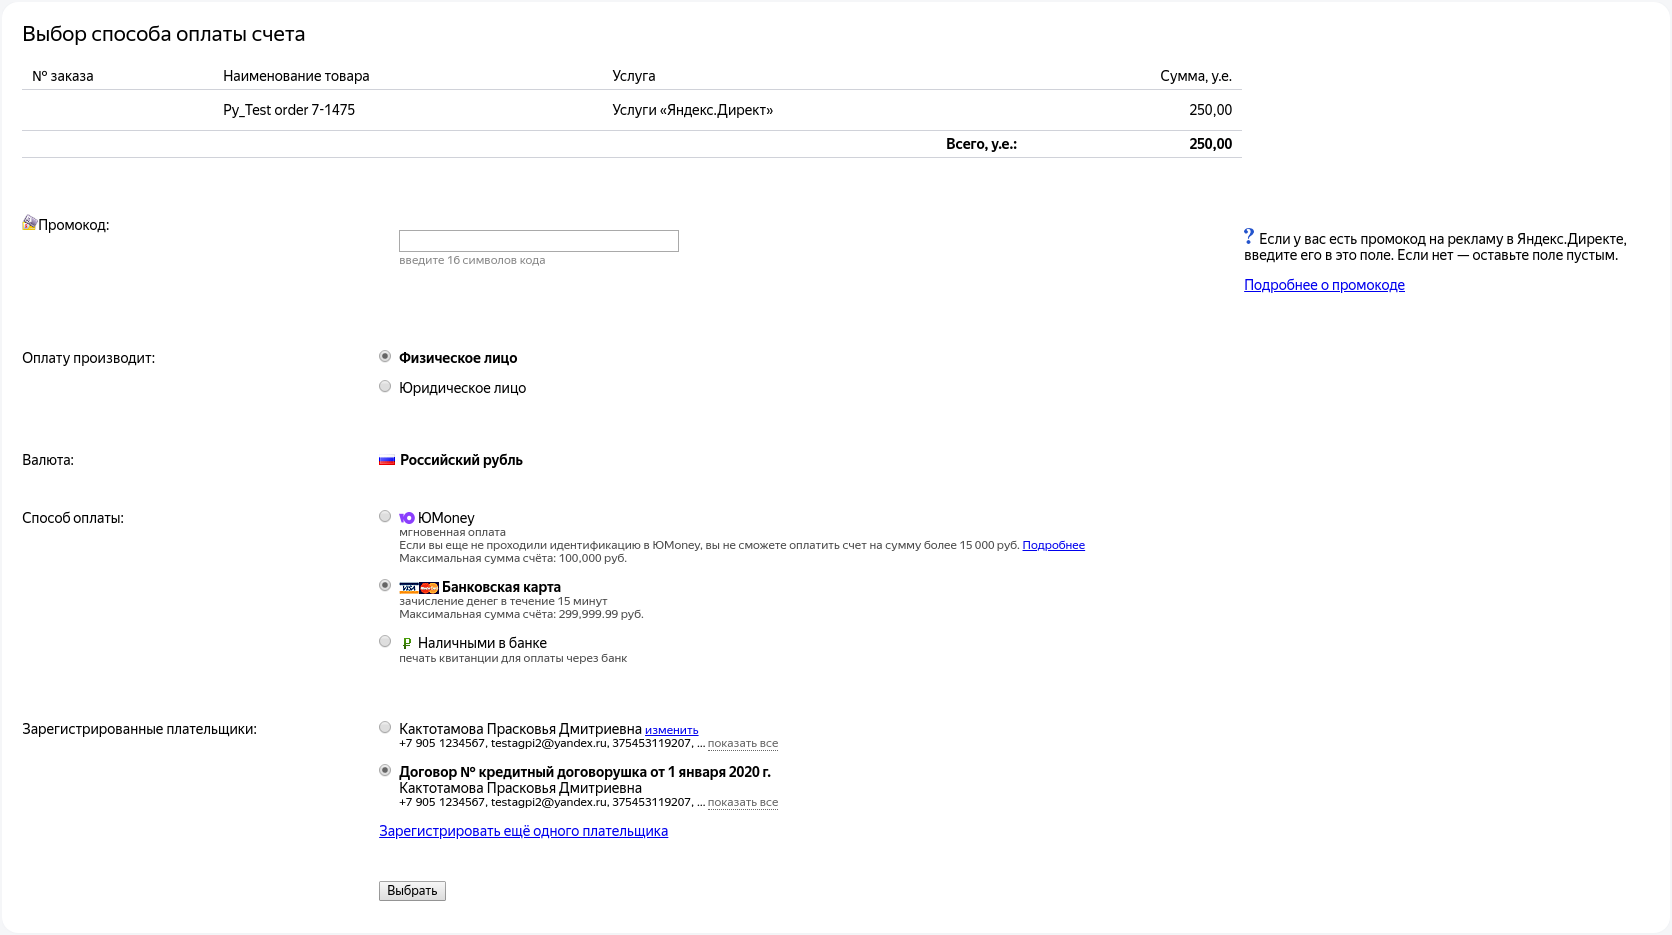 Выбор способа оплаты счета
№ заказа Наименование товара Услуга Сумма, у.е.
Py_Test order 7-1475 Услуги «Яндекс.Директ» 250,00
Всего, у.е.: 250,00
Промокод:
введите 16 символов кода
? Если у вас есть промокод на рекламу в Яндекс.Директе,
введите его в это поле. Если нет — оставьте поле пустым.
Подробнее о промокоде
Оплату производит: Физическое лицо
Юридическое лицо
Валюта: Российский рубль
Способ оплаты: ЮMoney
мгновенная оплата
Если вы еще не проходили идентификацию в ЮMoney, вы не сможете оплатить счет на сумму более 15 000 руб. Подробнее
Максимальная сумма счёта: 100,000 руб.
VISA Банковская карта
зачисление денег в течение 15 минут
Максимальная сумма счёта: 299,999.99 руб.
₽ Наличными в банке
печать квитанции для оплаты через банк
Зарегистрированные плательщики: Кактотамова Прасковья Дмитриевна изменить
+7 905 1234567, testagpi2@yandex.ru, 375453119207, ... показать все
Договор № кредитный договорушка от 1 января 2020 г.
Кактотамова Прасковья Дмитриевна
+7 905 1234567, testagpi2@yandex.ru, 375453119207, ... показать все
Зарегистрировать ещё одного плательщика
Выбрать